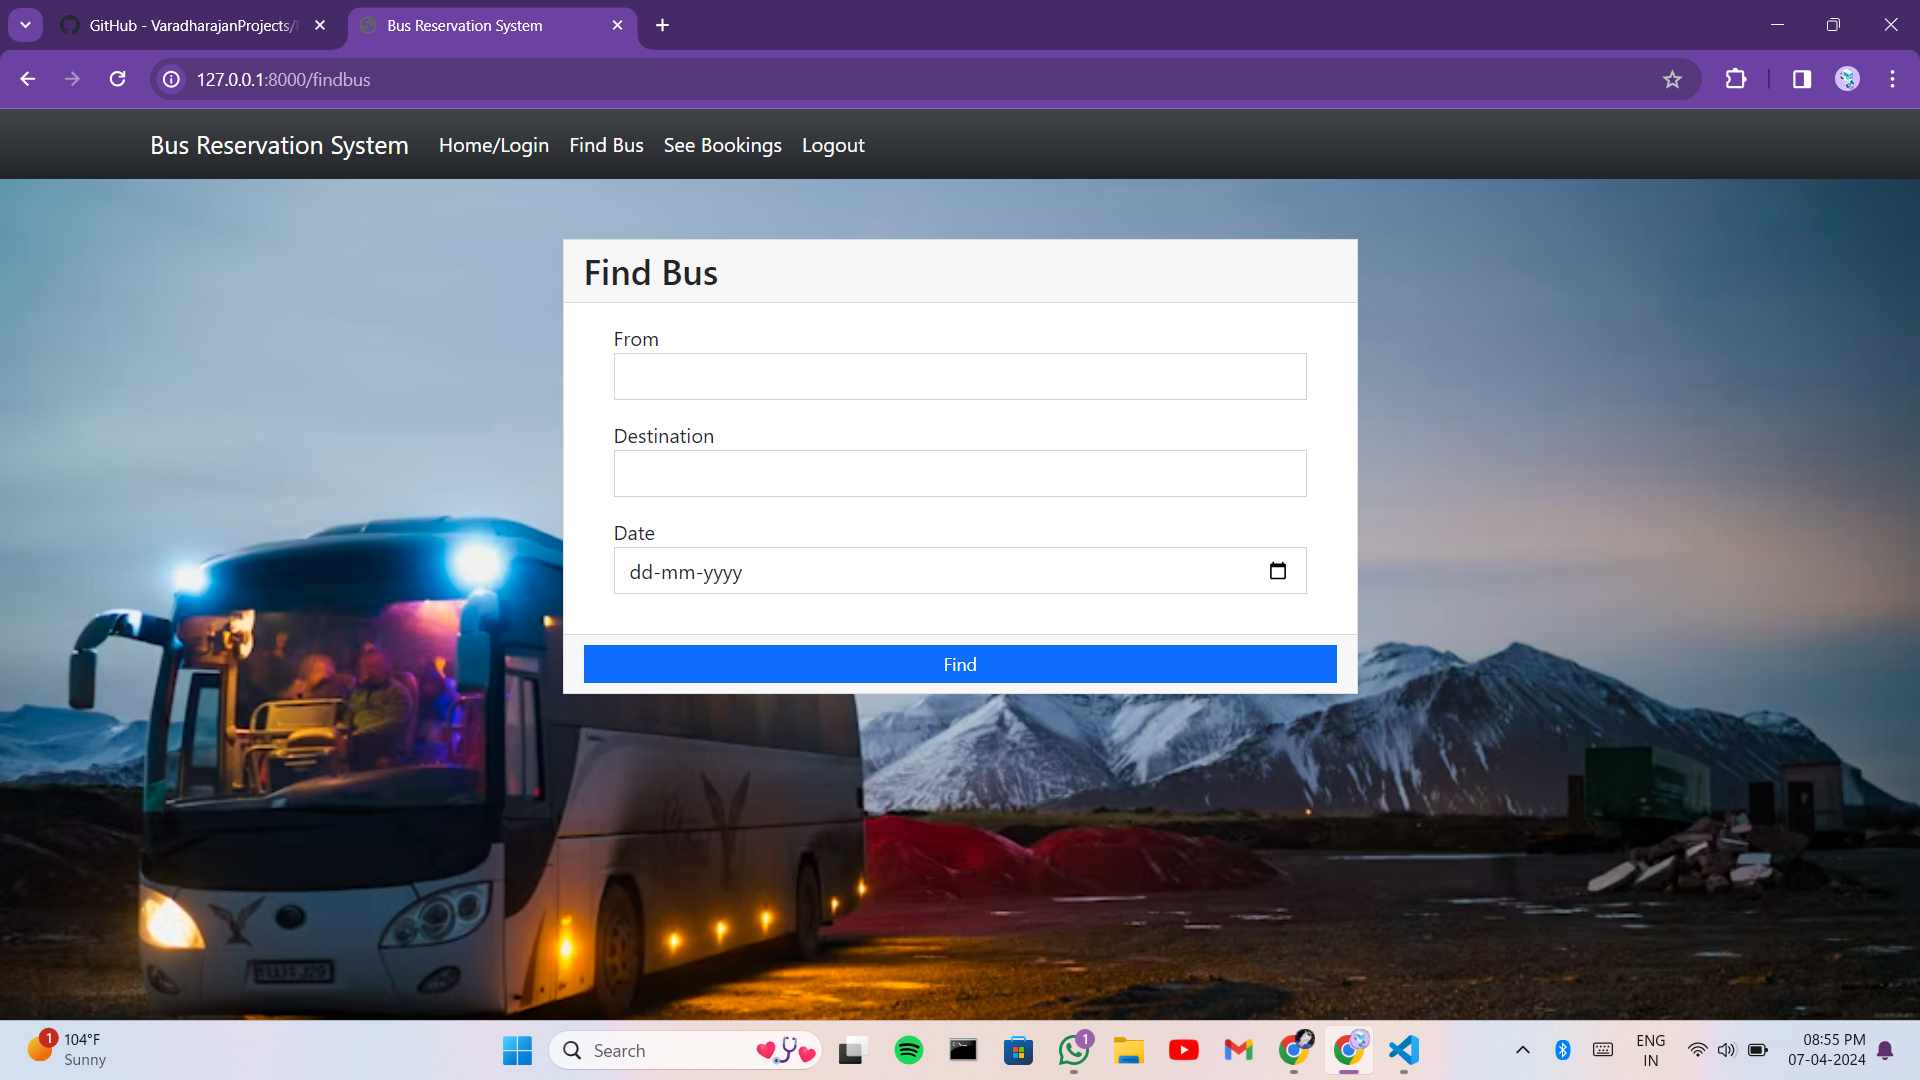 GitHub - VaradharajanProjects/
Bus Reservation System
127.0.0.1:8000/findbus
Bus Reservation System
Home/Login
Find Bus
See Bookings
Logout
Find Bus
From
Destination
Date
dd-mm-yyyy
Find
1
104°F
Sunny
Search
1
ENG
IN
08:55 PM
07-04-2024